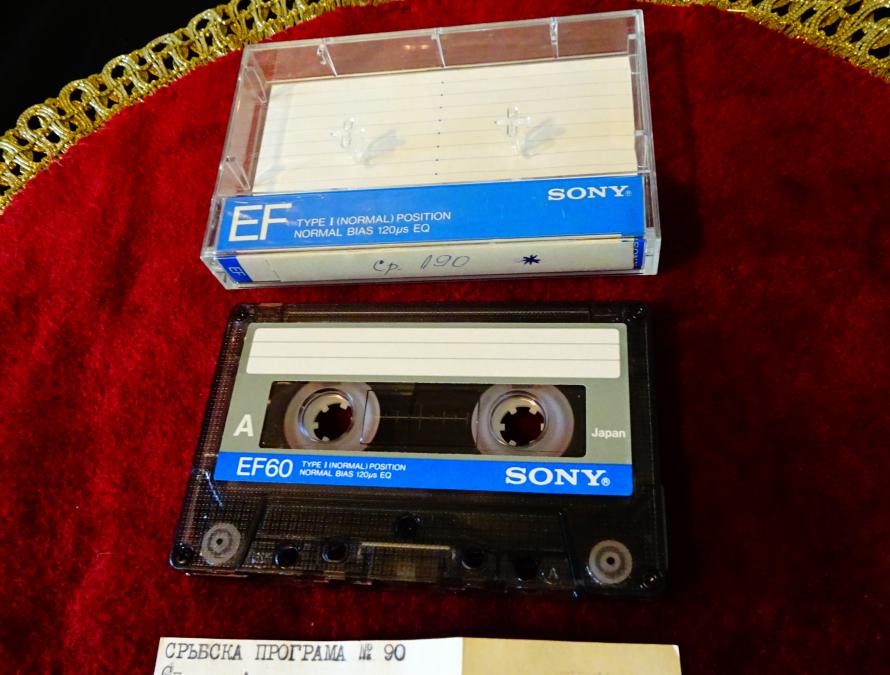 SONY®
EF TYPE I (NORMAL) POSITION
NORMAL BIAS 120µs EQ
EF Ср. 190 *
A
Japan
EF60 TYPE I (NORMAL) POSITION
NORMAL BIAS 120µs EQ
SONY®
СРЪБСКА ПРОГРАМА № 90